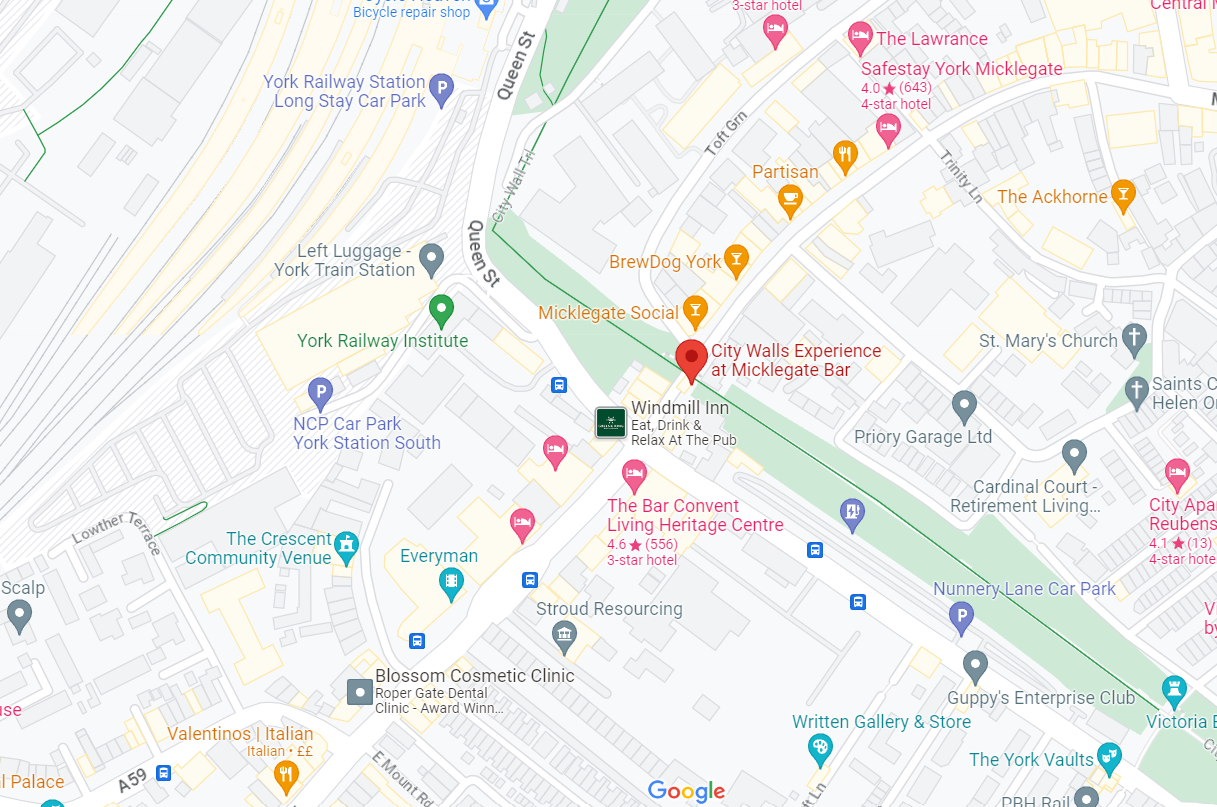 Bicycle repair shop
3-star hotel
Central M
The Lawrance
Queen St
York Railway Station
Long Stay Car Park
Safestay York Micklegate
4.0 (643)
4-star hotel
Toft Grn
City Wall Trl
Partisan
Trinity Ln
The Ackhorne
Queen St
Left Luggage -
York Train Station
BrewDog York
Micklegate Social
York Railway Institute
City Walls Experience
at Micklegate Bar
St. Mary's Church
Saints C
Helen On
NCP Car Park
York Station South
Windmill Inn
Eat, Drink &
Relax At The Pub
Priory Garage Ltd
Cardinal Court -
Retirement Living...
The Bar Convent
Living Heritage Centre
4.6 (556)
3-star hotel
City Apar
Reubens
4.1 (13)
4-star hote
Lowther Terrace
The Crescent
Community Venue
Everyman
Scalp
Nunnery Lane Car Park
Stroud Resourcing
V
by
Blossom Cosmetic Clinic
Roper Gate Dental
Clinic - Award Winn...
Guppy's Enterprise Club
use
Written Gallery & Store
Victoria B
Valentinos | Italian
Italian • ££
The York Vaults
l Palace
A59
E Mount Rd
Google
PBH Rail